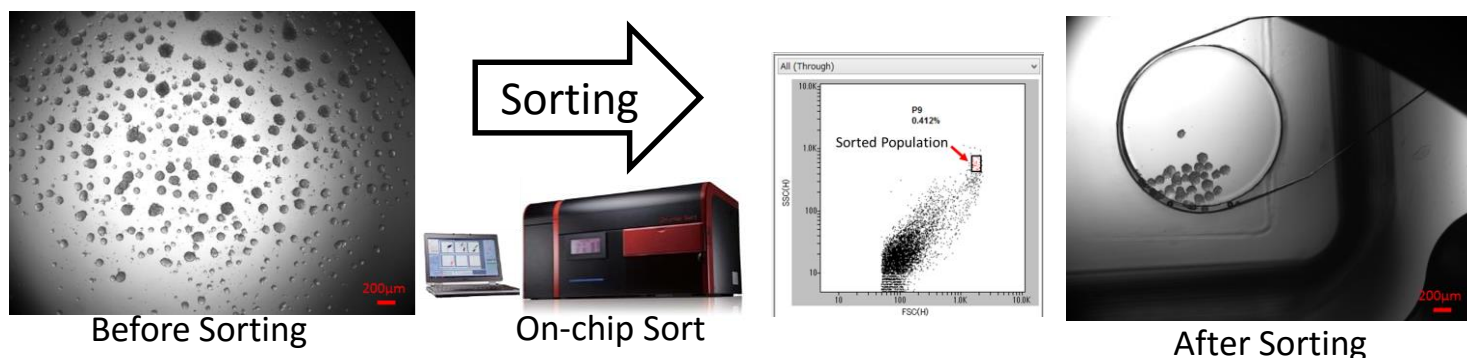 200μm
Before Sorting
Sorting
On-chip Sort
All (Through)
P9
0.412%
Sorted Population
10.0K
1.0K
100
10
SSC(H)
10
100
1.0K
10.0K
FSC(H)
200μm
After Sorting